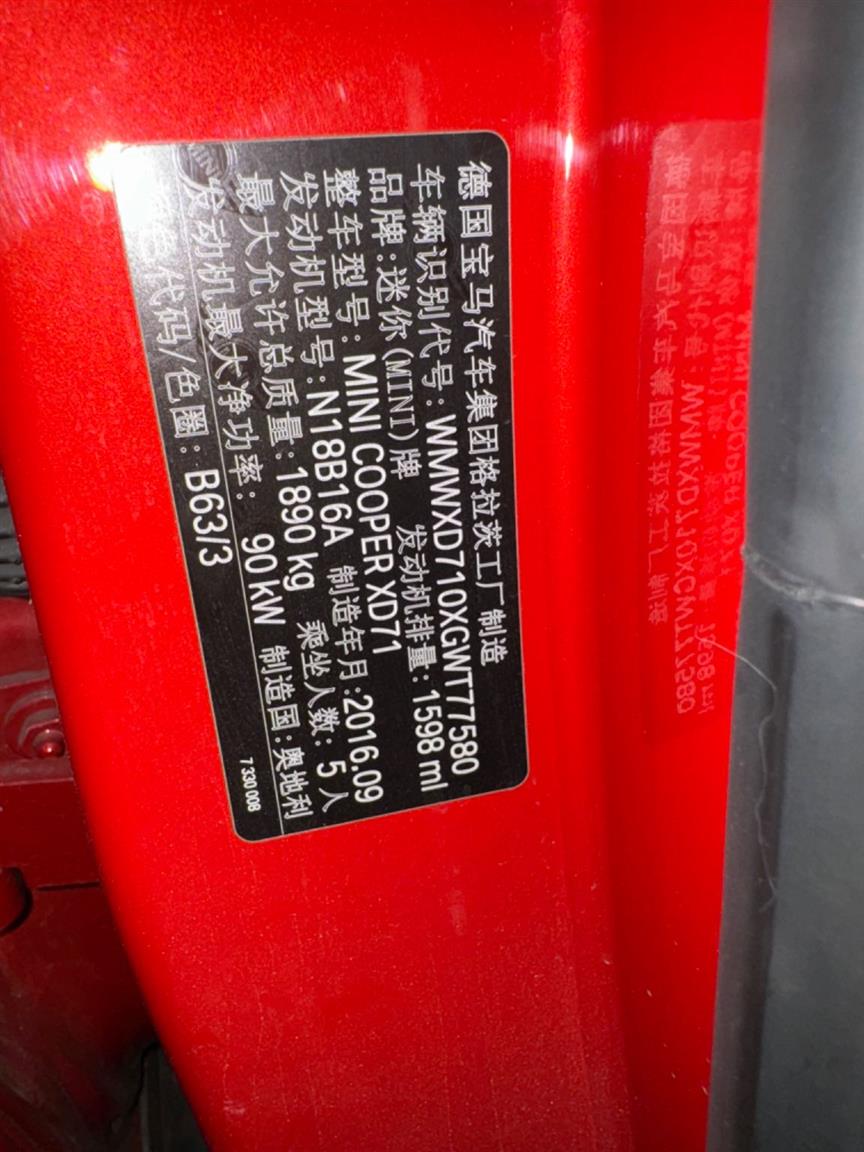 德国宝马汽车集团格拉茨工厂 制造
车辆识别代号: WMWXD710XGWT77580
品牌:迷你(MINI)牌 发动机排量: 1598 ml
整车型号: MINI COOPER XD71
发动机型号: N18B16A 制造年月:2016.09
最大允许总质量: 1890 kg 乘坐人数: 5 人
发动机最大净功率: 90 kW 制造国: 奥地利
代码/色圈: B63/3
7 330 008